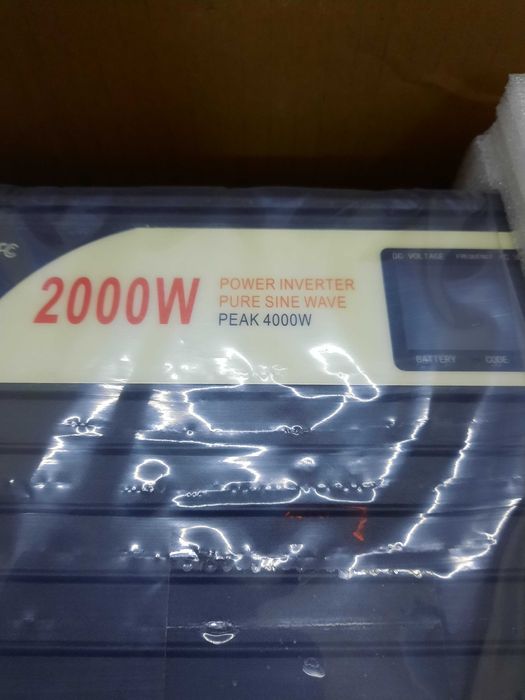 2000W
POWER INVERTER
PURE SINE WAVE
PEAK 4000W
DC VOLTAGE FREQUENCY
BATTERY CODE